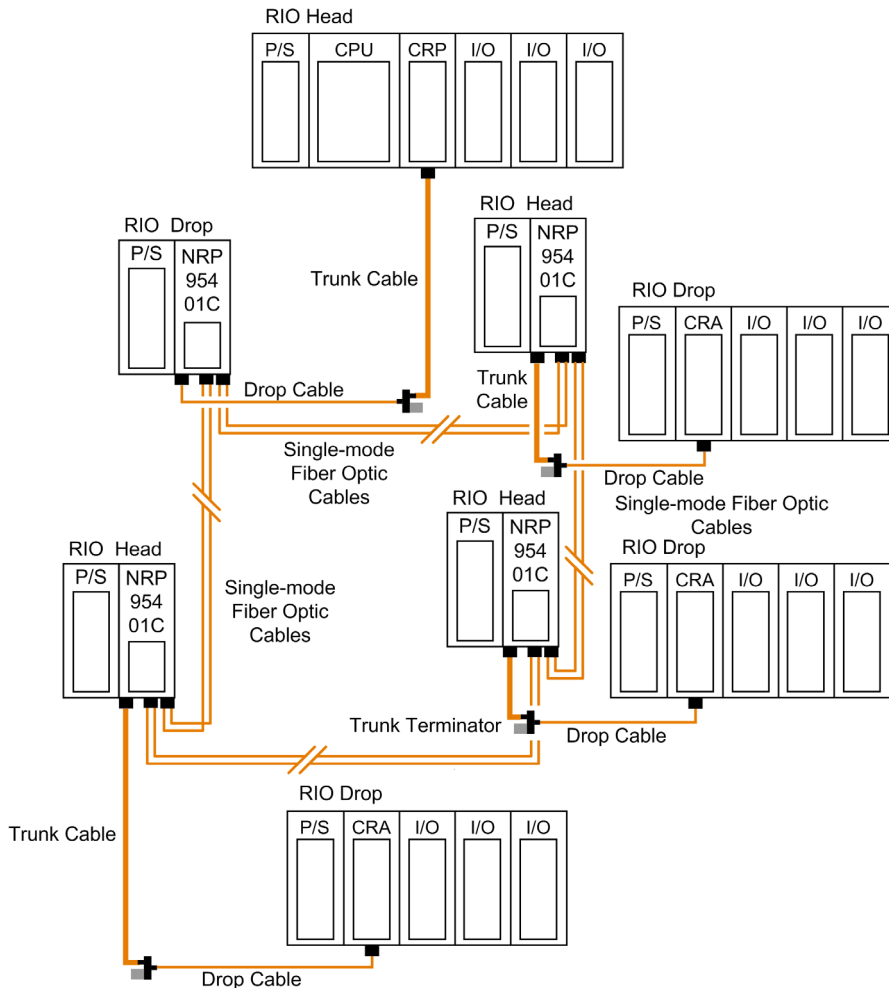 RIO Head
P/S CPU CRP I/O I/O I/O
RIO Drop
P/S NRP
954
01C
RIO Head
P/S NRP
954
01C
Trunk Cable
RIO Drop
P/S CRA I/O I/O I/O
Drop Cable
Trunk
Cable
Single-mode
Fiber Optic
Cables
Drop Cable
Single-mode Fiber Optic
Cables
RIO Head
P/S NRP
954
01C
RIO Drop
P/S CRA I/O I/O I/O
RIO Head
P/S NRP
954
01C
Single-mode
Fiber Optic
Cables
Trunk Terminator
Drop Cable
RIO Drop
P/S CRA I/O I/O I/O
Trunk Cable
Drop Cable